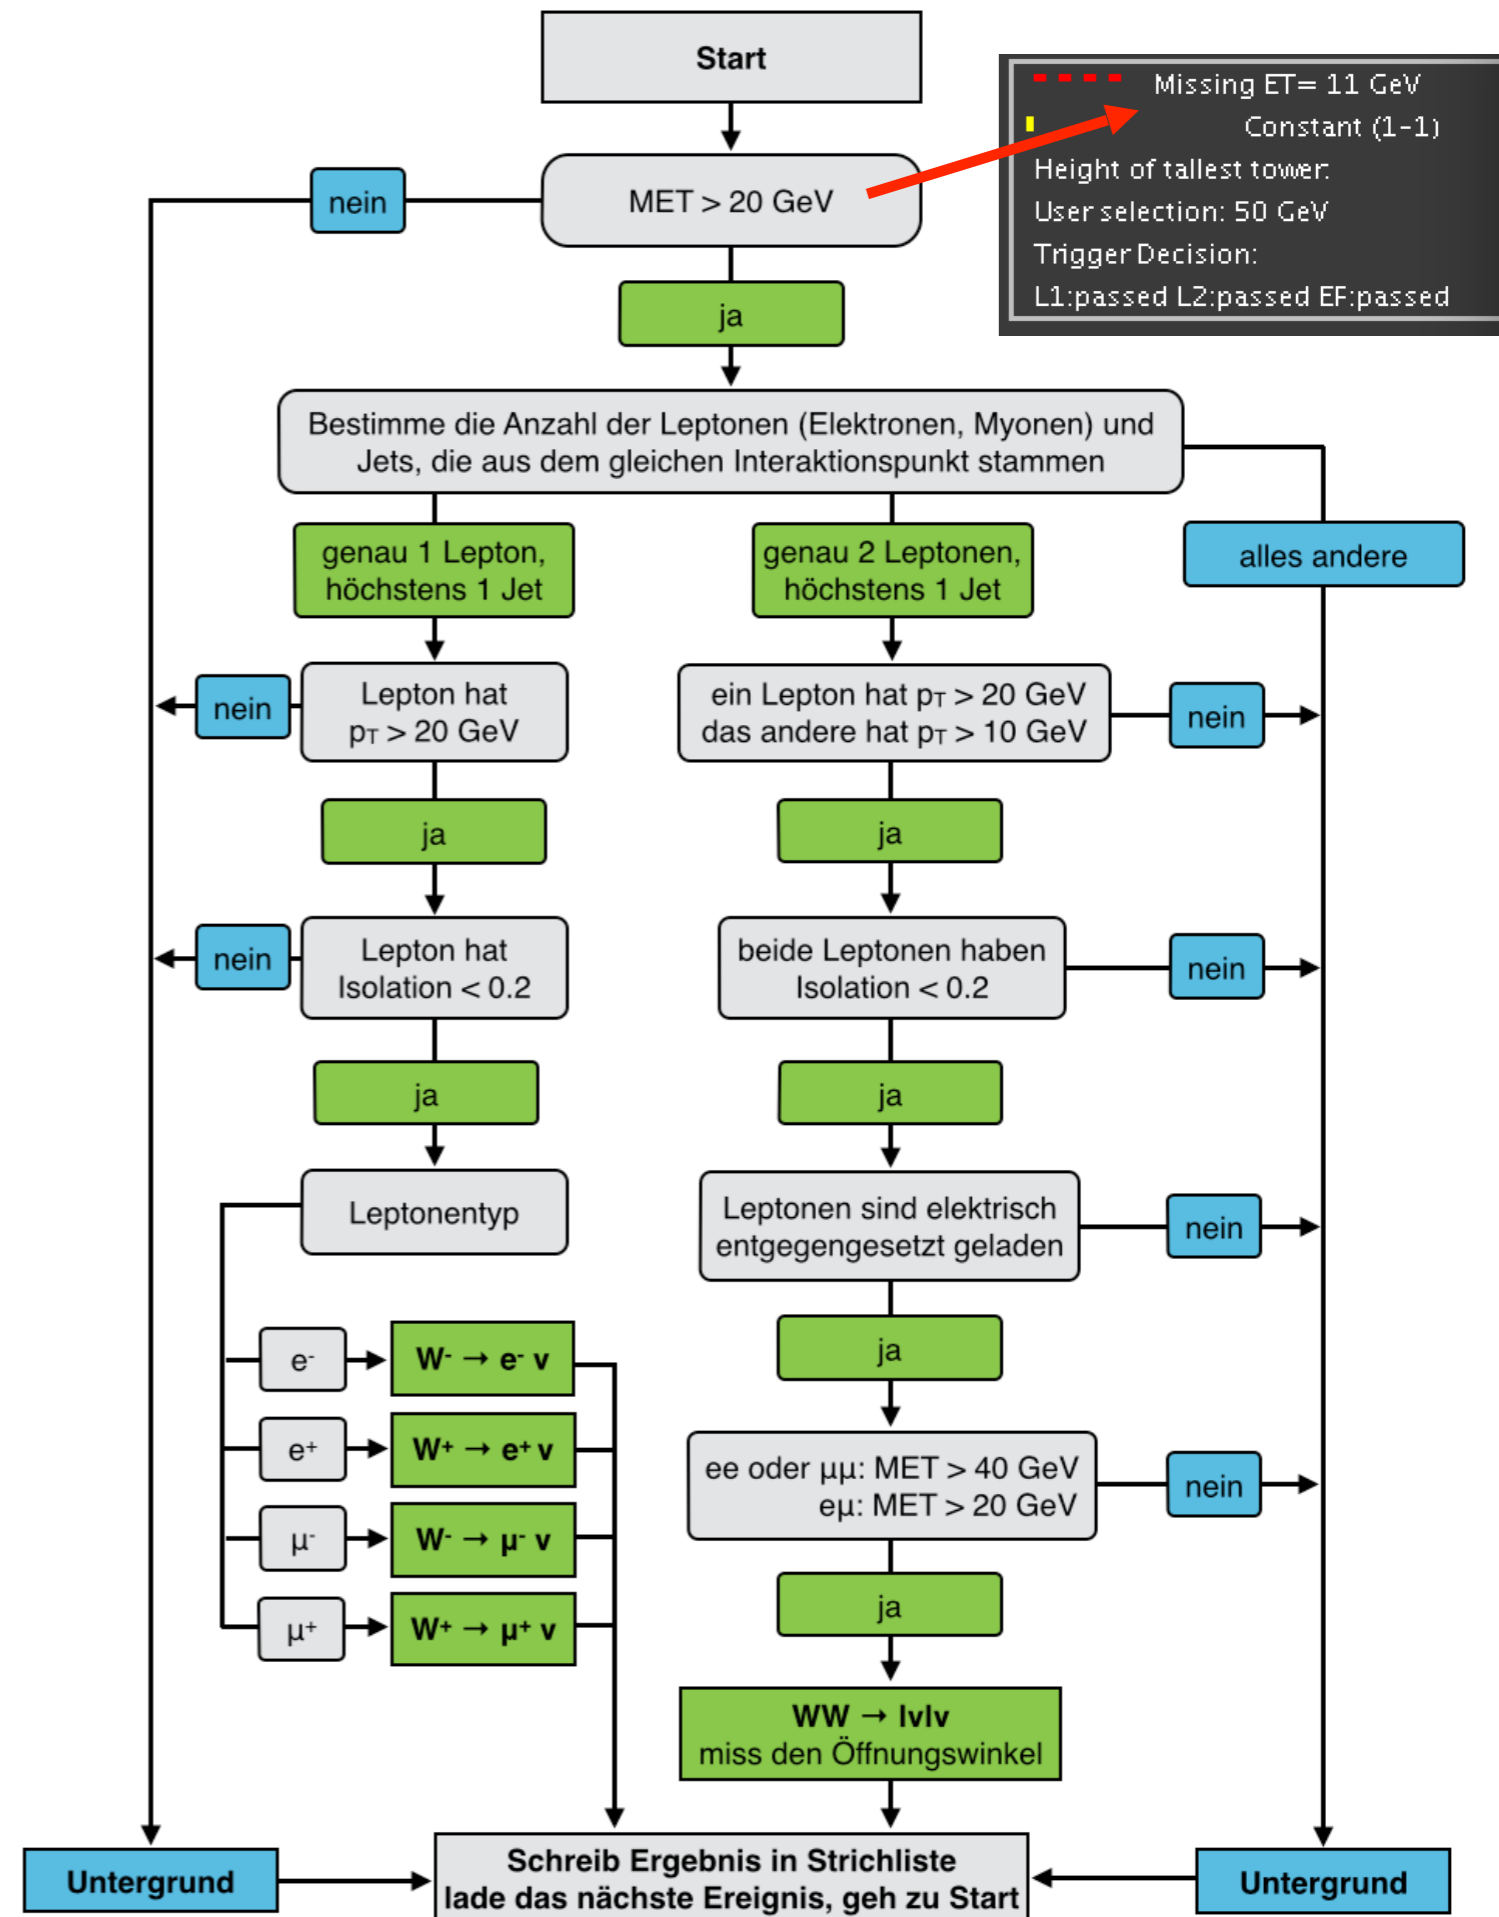 Start
Missing ET= 11 GeV
Constant (1-1)
Height of tallest tower:
User selection: 50 GeV
Trigger Decision:
L1:passed L2:passed EF:passed
nein
MET > 20 GeV
ja
Bestimme die Anzahl der Leptonen (Elektronen, Myonen) und
Jets, die aus dem gleichen Interaktionspunkt stammen
genau 1 Lepton,
höchstens 1 Jet
genau 2 Leptonen,
höchstens 1 Jet
alles andere
nein
Lepton hat
pT > 20 GeV
ein Lepton hat pT > 20 GeV
das andere hat pT > 10 GeV
nein
ja
ja
nein
Lepton hat
Isolation < 0.2
beide Leptonen haben
Isolation < 0.2
nein
ja
ja
Leptonentyp
Leptonen sind elektrisch
entgegengesetzt geladen
nein
e-
W- → e- ν
ja
e+
W+ → e+ ν
ee oder μμ: MET > 40 GeV
eμ: MET > 20 GeV
nein
μ-
W- → μ- ν
μ+
W+ → μ+ ν
ja
WW → lνlν
miss den Öffnungswinkel
Untergrund
Schreib Ergebnis in Strichliste
lade das nächste Ereignis, geh zu Start
Untergrund